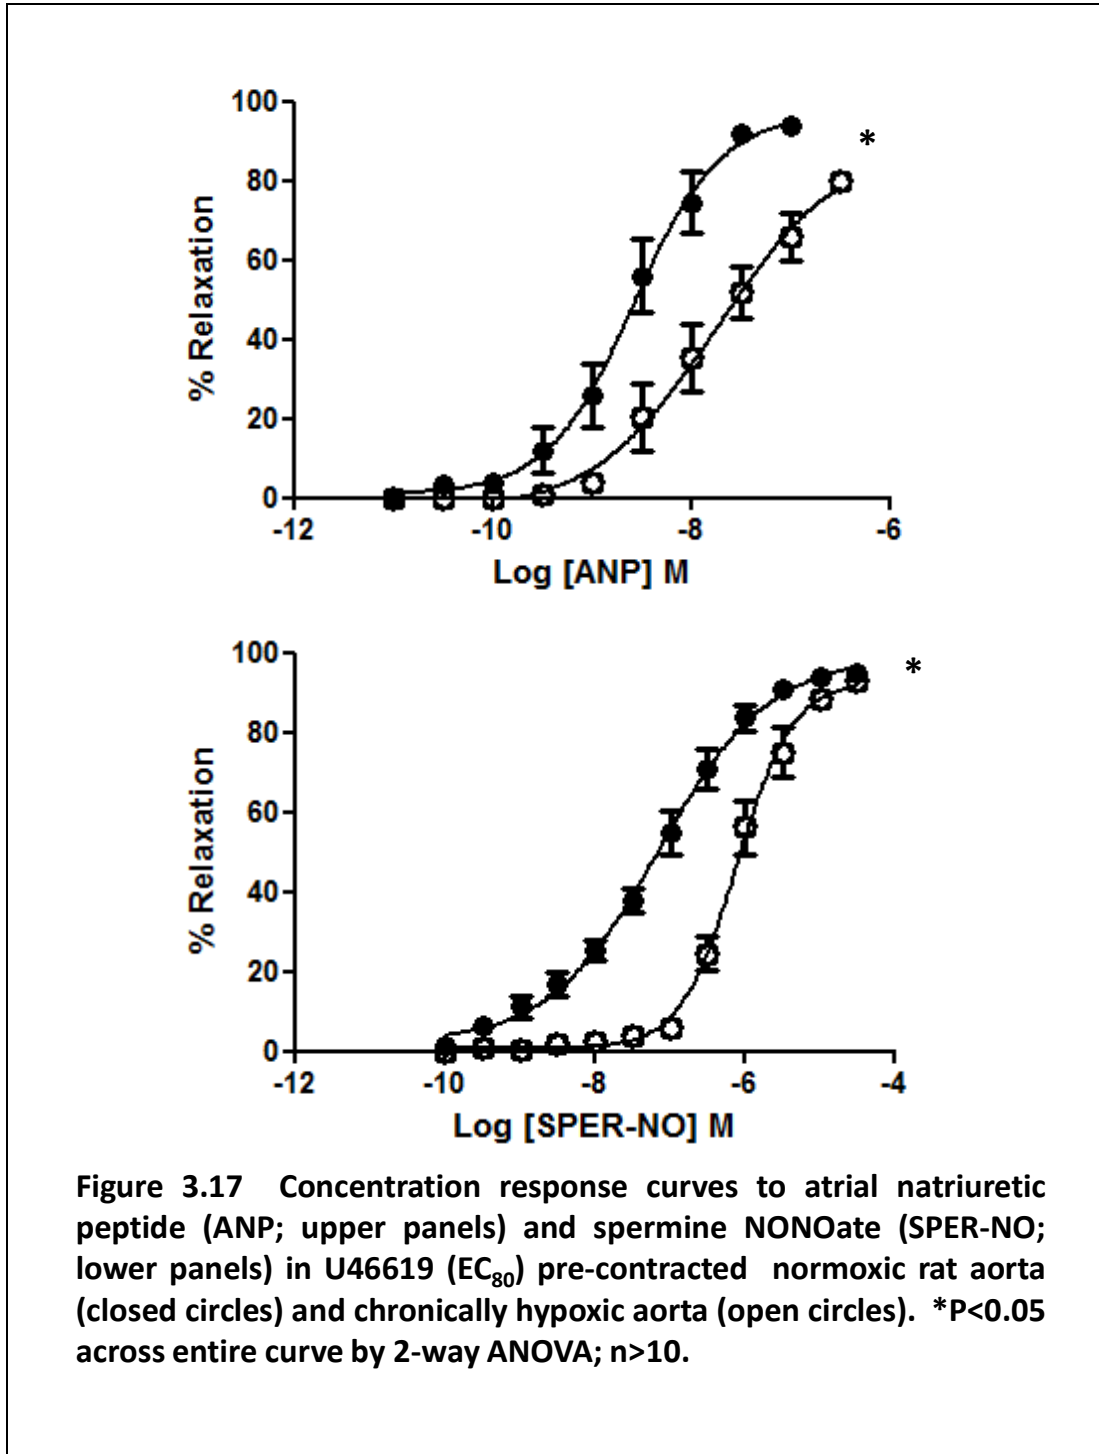 100
80
60
40
20
0
% Relaxation
*
-12 -10 -8 -6
Log [ANP] M
100
80
60
40
20
0
% Relaxation
*
-12 -10 -8 -6 -4
Log [SPER-NO] M
Figure 3.17 Concentration response curves to atrial natriuretic
peptide (ANP; upper panels) and spermine NONOate (SPER-NO;
lower panels) in U46619 (EC₈₀) pre-contracted normoxic rat aorta
(closed circles) and chronically hypoxic aorta (open circles). *P<0.05
across entire curve by 2-way ANOVA; n>10.